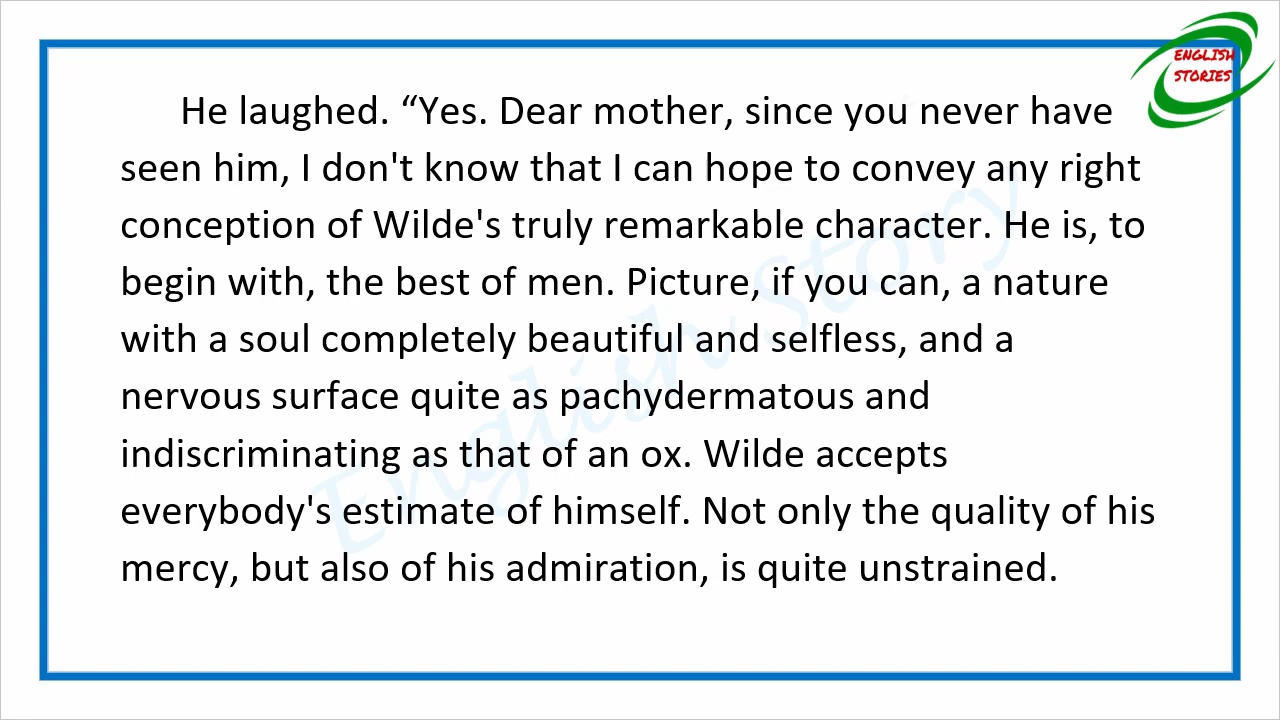 ENGLISH
STORIES
He laughed. “Yes. Dear mother, since you never have
seen him, I don't know that I can hope to convey any right
conception of Wilde's truly remarkable character. He is, to
begin with, the best of men. Picture, if you can, a nature
with a soul completely beautiful and selfless, and a
nervous surface quite as pachydermatous and
indiscriminating as that of an ox. Wilde accepts
everybody's estimate of himself. Not only the quality of his
mercy, but also of his admiration, is quite unstrained.
English Story